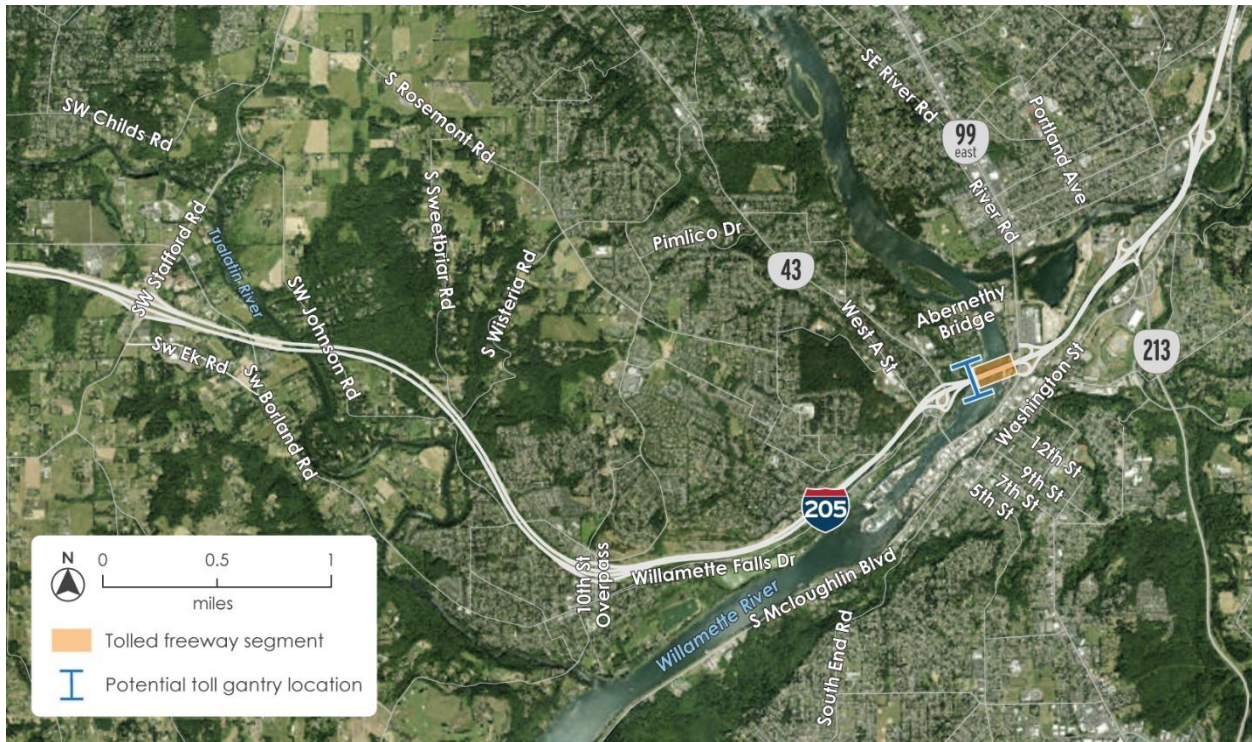 SW Childs Rd
S Rosemont Rd
SE River Rd
Portland Ave
99
east
River Rd
SW Stafford Rd
Tualatin River
S Sweetbriar Rd
Pimlico Dr
43
SW Johnson Rd
S Wisteria Rd
West A St
Abernethy
Bridge
213
Sw Ek Rd
Sw Borland Rd
Washington St
12th St
9th St
7th St
5th St
205
10th St
Overpass
Willamette Falls Dr
Willamette River
S Mcloughlin Blvd
South End Rd
N
0 0.5 1
miles
Tolled freeway segment
Potential toll gantry location